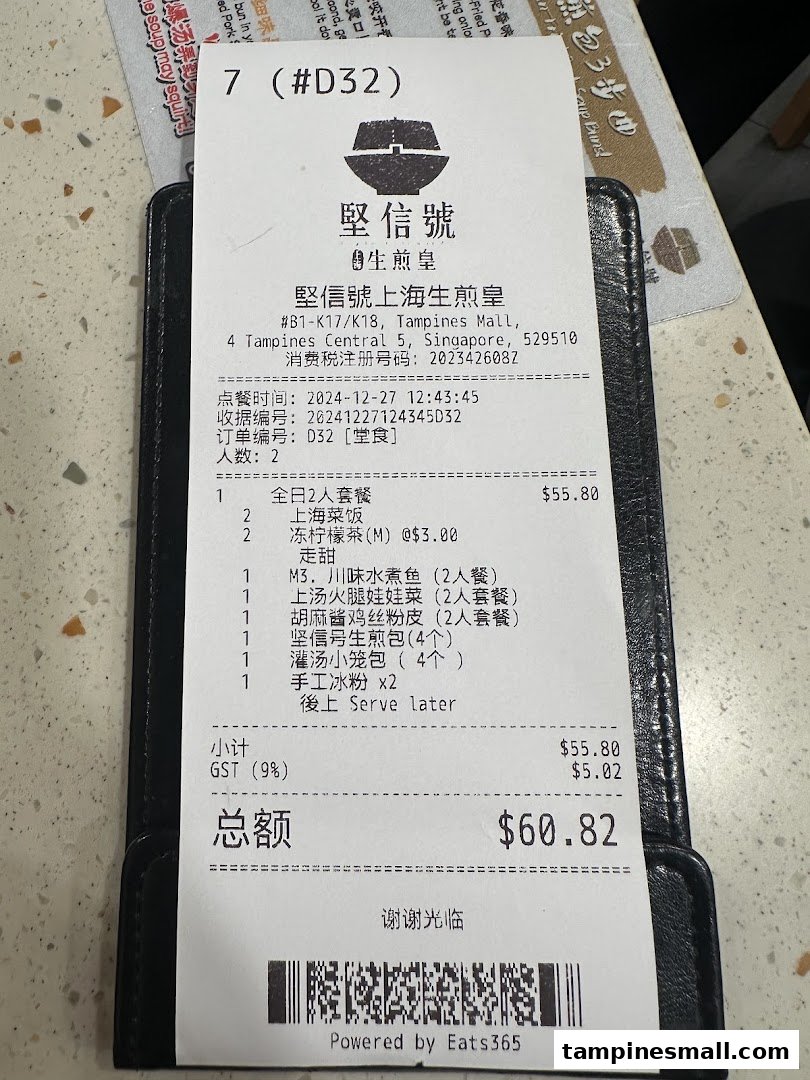 7 (#D32)
堅信號
生煎皇
堅信號上海生煎皇
#B1-K17/K18, Tampines Mall,
4 Tampines Central 5, Singapore, 529510
消费税注册号码: 202342608Z
点餐时间: 2024-12-27 12:43:45
收据编号: 20241227124345D32
订单编号: D32 [堂食]
人数: 2
1 全日2人套餐 $55.80
2 上海菜饭
2 冻柠檬茶(M) @$3.00
走甜
1 M3. 川味水煮鱼 (2人餐)
1 上汤火腿娃娃菜 (2人套餐)
1 胡麻酱鸡丝粉皮 (2人套餐)
1 坚信号生煎包(4个)
1 灌汤小笼包 ( 4个 )
1 手工冰粉 x2
後上 Serve later
小计 $55.80
GST (9%) $5.02
总额 $60.82
谢谢光临
Powered by Eats365
tampinesmall.com